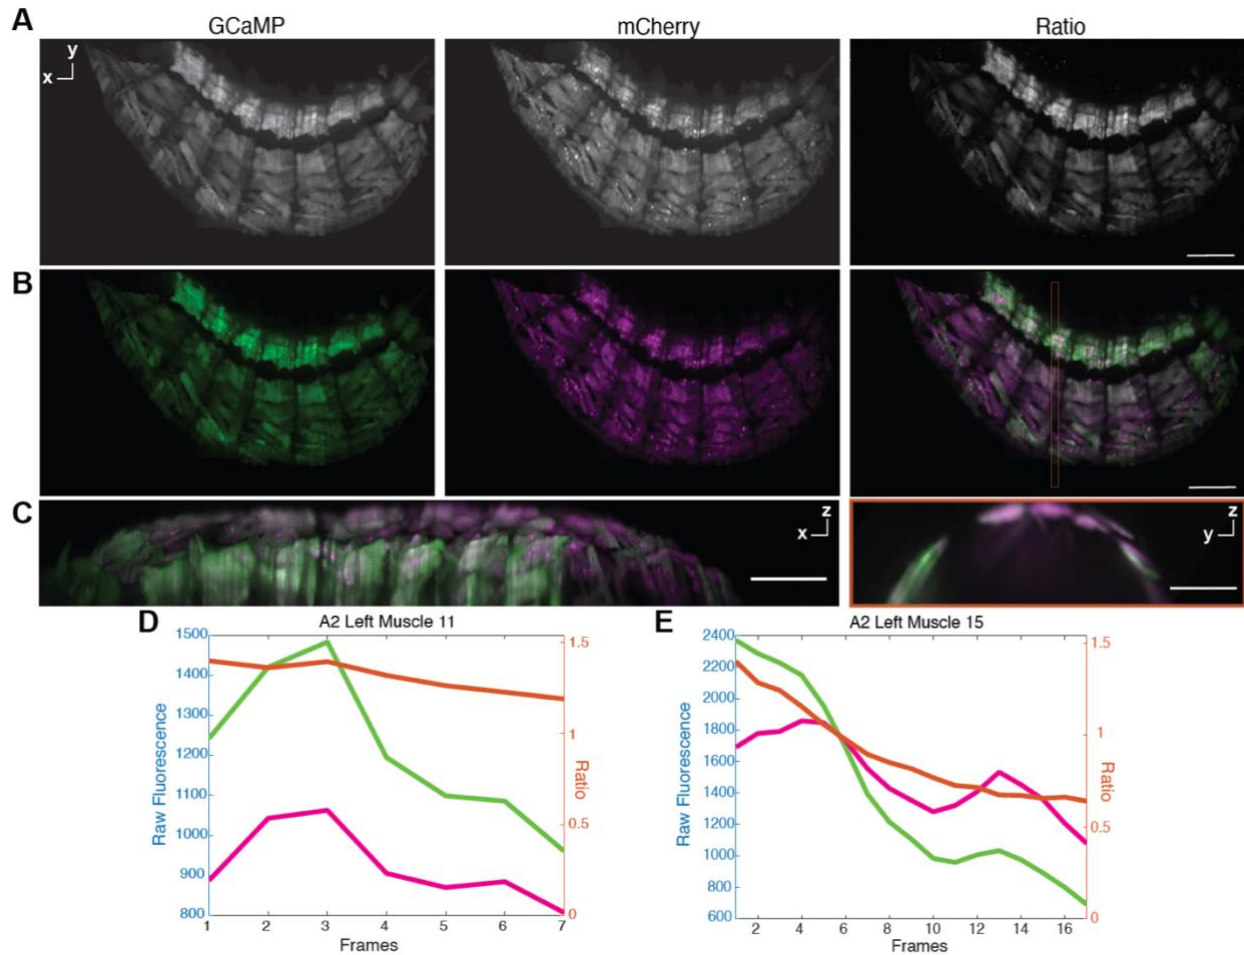 A
GCaMP
mCherry
Ratio
y
x
B
C
z
x
z
y
D
A2 Left Muscle 11
1500
1400
1300
1200
1100
1000
900
800
Raw Fluorescence
1.5
1
0.5
0
Ratio
1 2 3 4 5 6 7
Frames
E
A2 Left Muscle 15
2400
2200
2000
1800
1600
1400
1200
1000
800
600
Raw Fluorescence
1.5
1
0.5
0
Ratio
2 4 6 8 10 12 14 16
Frames